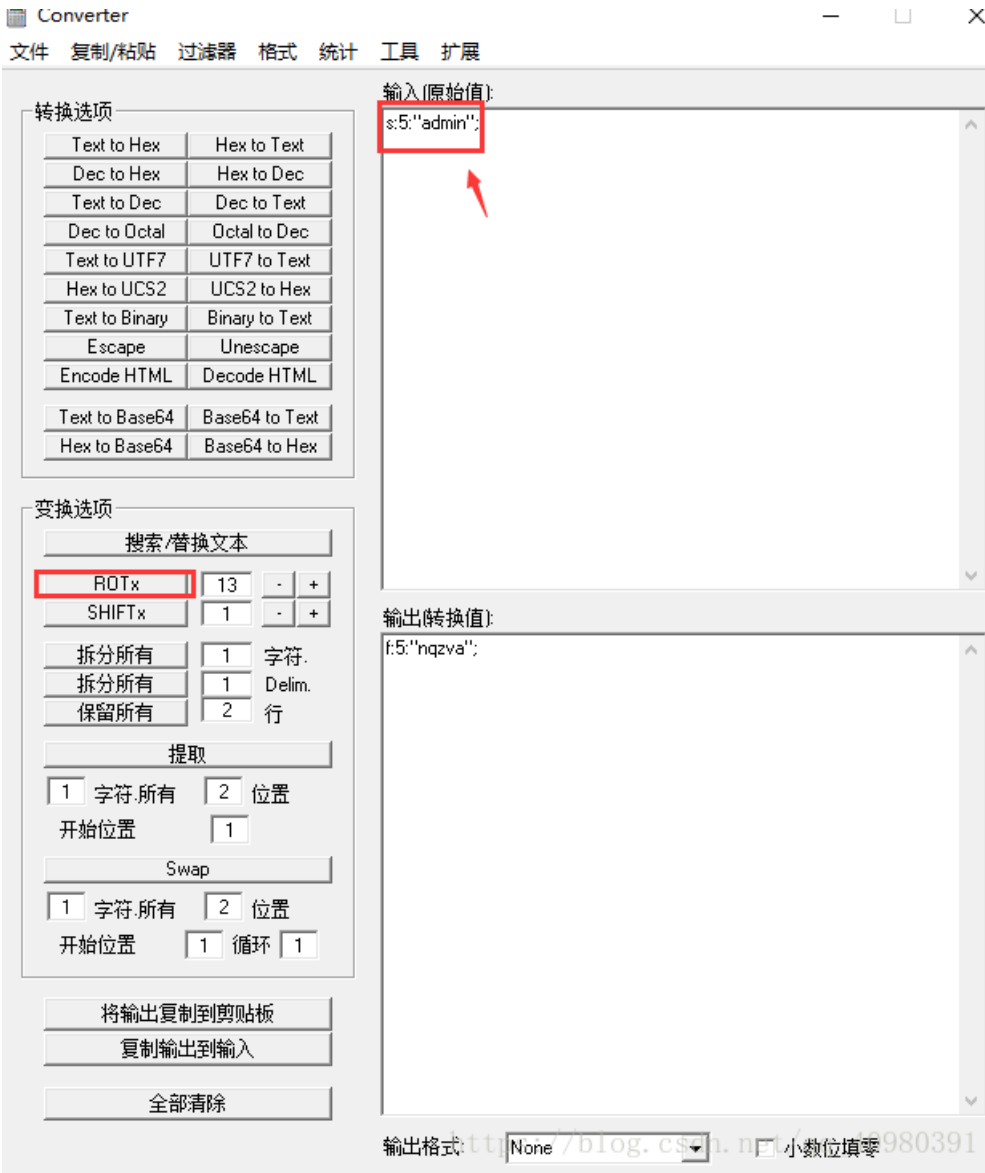 Converter
文件 复制/粘贴 过滤器 格式 统计 工具 扩展
转换选项
Text to Hex Hex to Text
Dec to Hex Hex to Dec
Text to Dec Dec to Text
Dec to Octal Octal to Dec
Text to UTF7 UTF7 to Text
Hex to UCS2 UCS2 to Hex
Text to Binary Binary to Text
Escape Unescape
Encode HTML Decode HTML
Text to Base64 Base64 to Text
Hex to Base64 Base64 to Hex
变换选项
搜索/替换文本
ROTx 13 - +
SHIFTx 1 - +
拆分所有 1 字符.
拆分所有 1 Delim.
保留所有 2 行
提取
1 字符.所有 2 位置
开始位置 1
Swap
1 字符.所有 2 位置
开始位置 1 循环 1
将输出复制到剪贴板
复制输出到输入
全部清除
输入(原始值):
s:5:"admin";
输出(转换值):
f:5:"nqzva";
输出格式: None 小数位填零